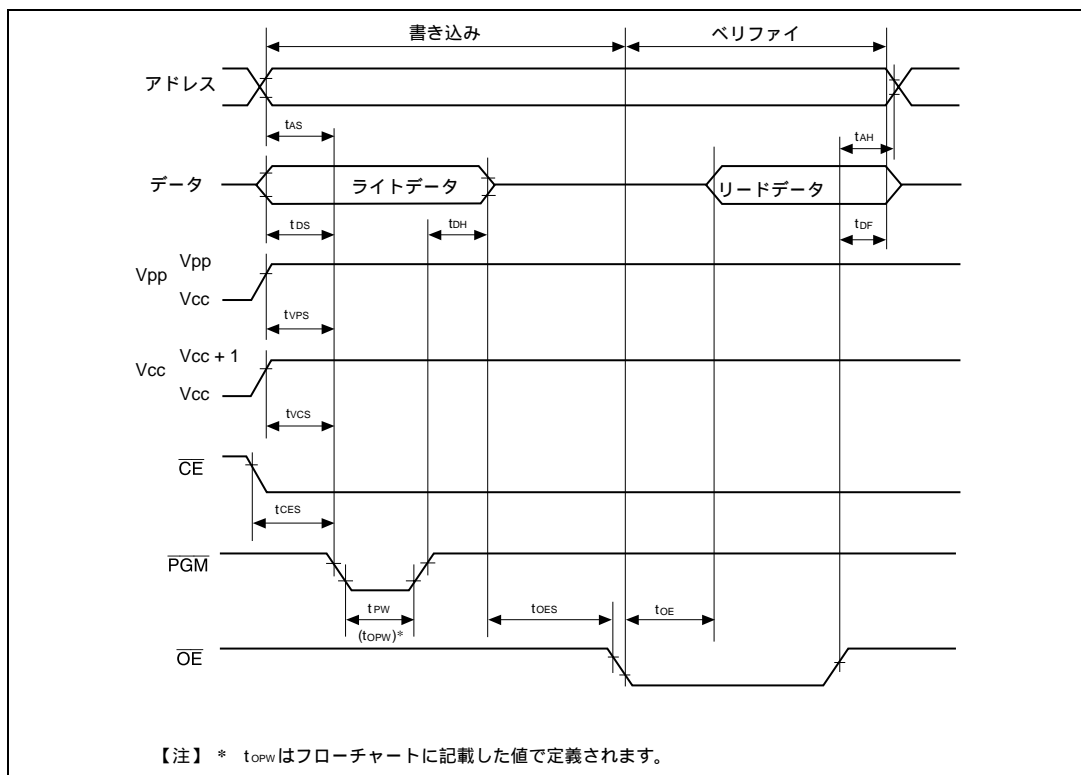 書き込み
ベリファイ
アドレス
tAS
tAH
データ
ライトデータ
リードデータ
tDS
tDH
tDF
Vpp
Vpp
Vcc
tVPS
Vcc
Vcc + 1
Vcc
tVCS
CE
tCES
PGM
tPW
(tOPW)*
tOES
tOE
OE
【注】 * tOPWはフローチャートに記載した値で定義されます。